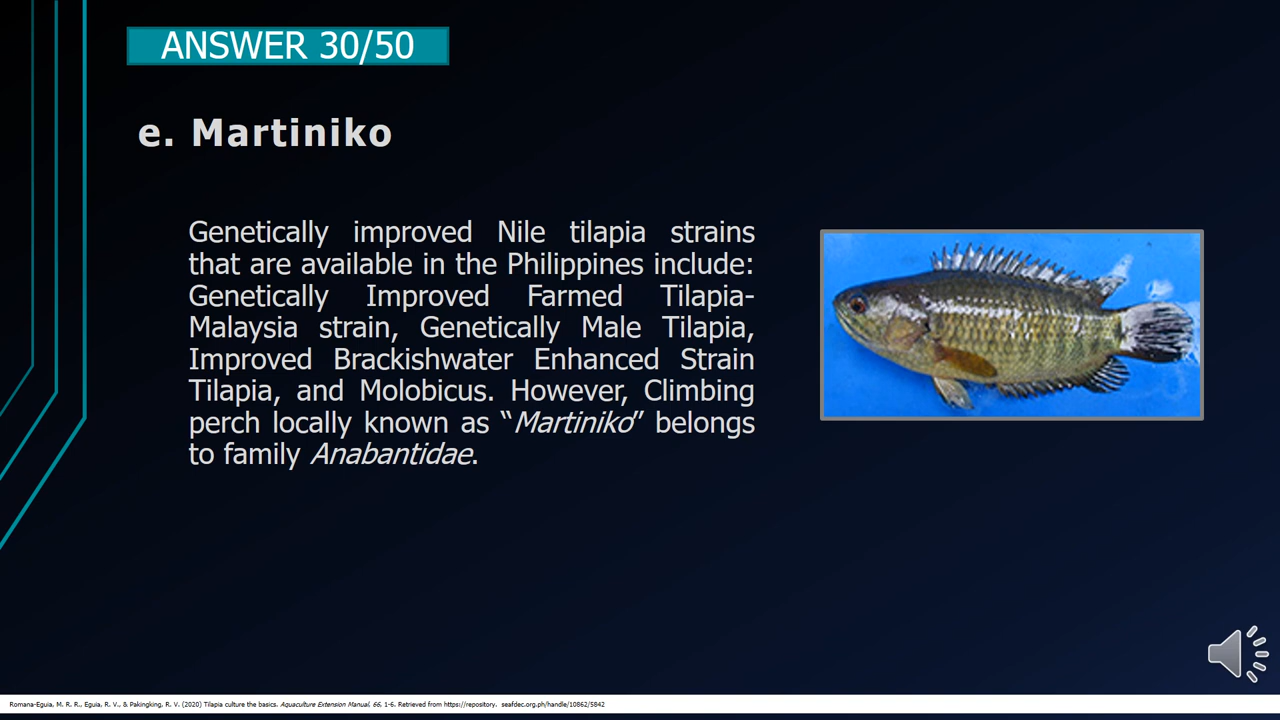 ANSWER 30/50
e. Martiniko
Genetically improved Nile tilapia strains
that are available in the Philippines include:
Genetically Improved Farmed Tilapia-
Malaysia strain, Genetically Male Tilapia,
Improved Brackishwater Enhanced Strain
Tilapia, and Molobicus. However, Climbing
perch locally known as “Martiniko” belongs
to family Anabantidae.
Romana-Eguia, M. R. R., Eguia, R. V., & Pakingking, R. V. (2020) Tilapia culture the basics. Aquaculture Extension Manual, 66, 1-6. Retrieved from https://repository. seafdec.org.ph/handle/10862/5842